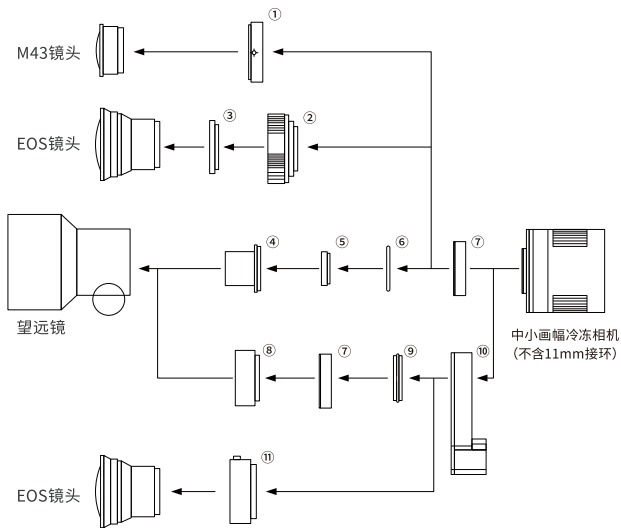 ①
M43镜头
③
②
EOS镜头
④
⑤
⑥
⑦
望远镜
中小画幅冷冻相机
(不含11mm接环)
⑧
⑦
⑨
⑩
⑪
EOS镜头